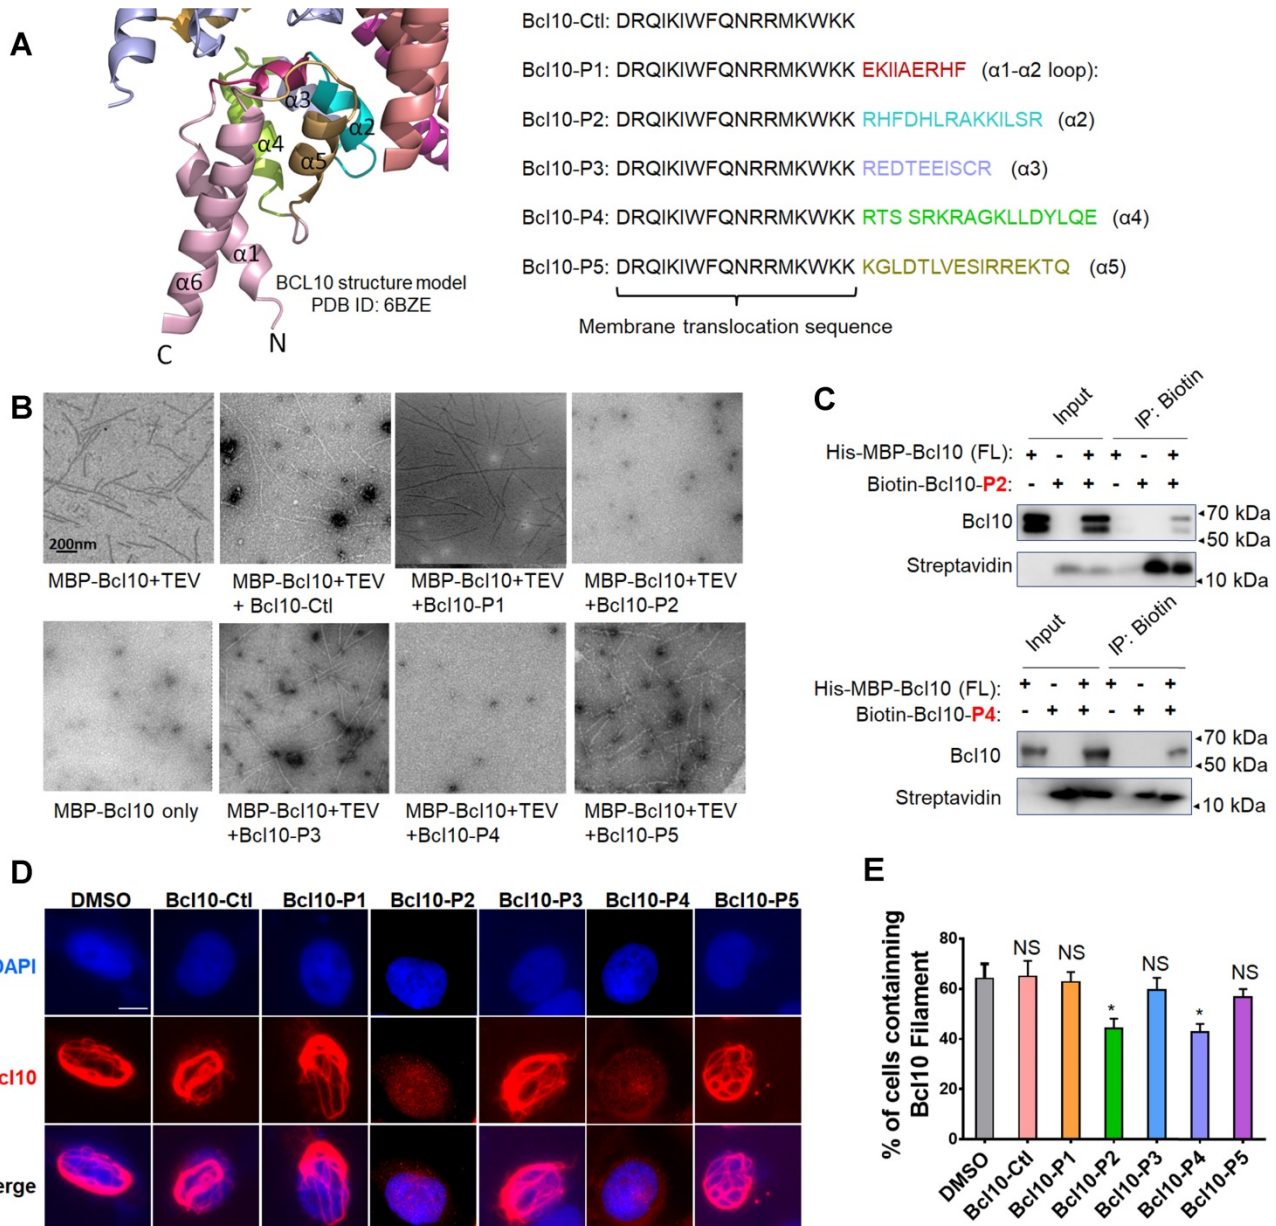 A
α3
α2
α4
α5
α1
α6
BCL10 structure model
PDB ID: 6BZE
N
C
Bcl10-Ctl: DRQIKIWFQNRRMKWKK
Bcl10-P1: DRQIKIWFQNRRMKWKK EKIIAERHF (α1-α2 loop):
Bcl10-P2: DRQIKIWFQNRRMKWKK RHFDHLRAKKILSR (α2)
Bcl10-P3: DRQIKIWFQNRRMKWKK REDTEEISCR (α3)
Bcl10-P4: DRQIKIWFQNRRMKWKK RTS SRKRAGKLLDYLQE (α4)
Bcl10-P5: DRQIKIWFQNRRMKWKK KGLDTLVESIRREKTQ (α5)
Membrane translocation sequence
B
200nm
MBP-Bcl10+TEV
MBP-Bcl10+TEV
+ Bcl10-Ctl
MBP-Bcl10+TEV
+Bcl10-P1
MBP-Bcl10+TEV
+Bcl10-P2
MBP-Bcl10 only
MBP-Bcl10+TEV
+Bcl10-P3
MBP-Bcl10+TEV
+Bcl10-P4
MBP-Bcl10+TEV
+Bcl10-P5
C
Input IP: Biotin
His-MBP-Bcl10 (FL): + - + + - +
Biotin-Bcl10-P2: - + + - + +
Bcl10
70 kDa
50 kDa
Streptavidin
10 kDa
Input IP: Biotin
His-MBP-Bcl10 (FL): + - + + - +
Biotin-Bcl10-P4: - + + - + +
Bcl10
70 kDa
50 kDa
Streptavidin
10 kDa
D
DMSO Bcl10-Ctl Bcl10-P1 Bcl10-P2 Bcl10-P3 Bcl10-P4 Bcl10-P5
DAPI
cl10
erge
E
% of cells containning
Bcl10 Filament
80
60
40
20
0
NS NS * NS * NS
DMSO
Bcl10-Ctl
Bcl10-P1
Bcl10-P2
Bcl10-P3
Bcl10-P4
Bcl10-P5